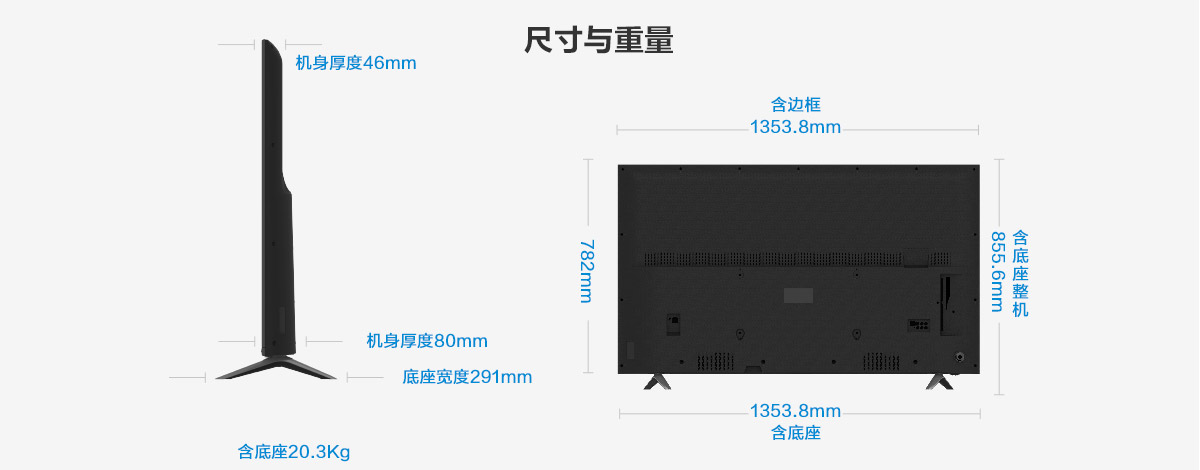 尺寸与重量
机身厚度46mm
含边框
1353.8mm
782mm
含底座整机
855.6mm
机身厚度80mm
底座宽度291mm
1353.8mm
含底座
含底座20.3Kg